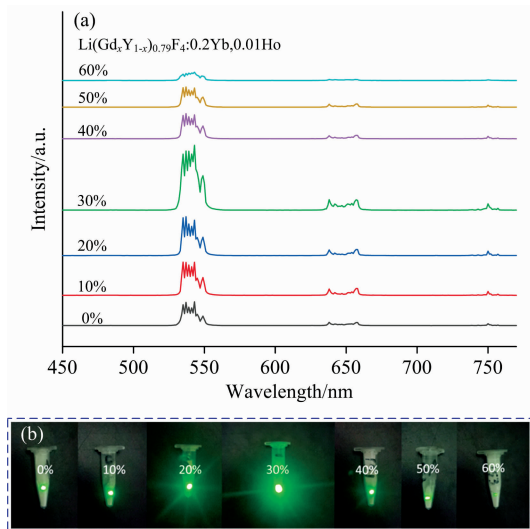 (a)
Li(GdxY1-x)0.79F4:0.2Yb,0.01Ho
60%
50%
40%
30%
20%
10%
0%
Intensity/a.u.
450 500 550 600 650 700 750
Wavelength/nm
(b)
0% 10% 20% 30% 40% 50% 60%